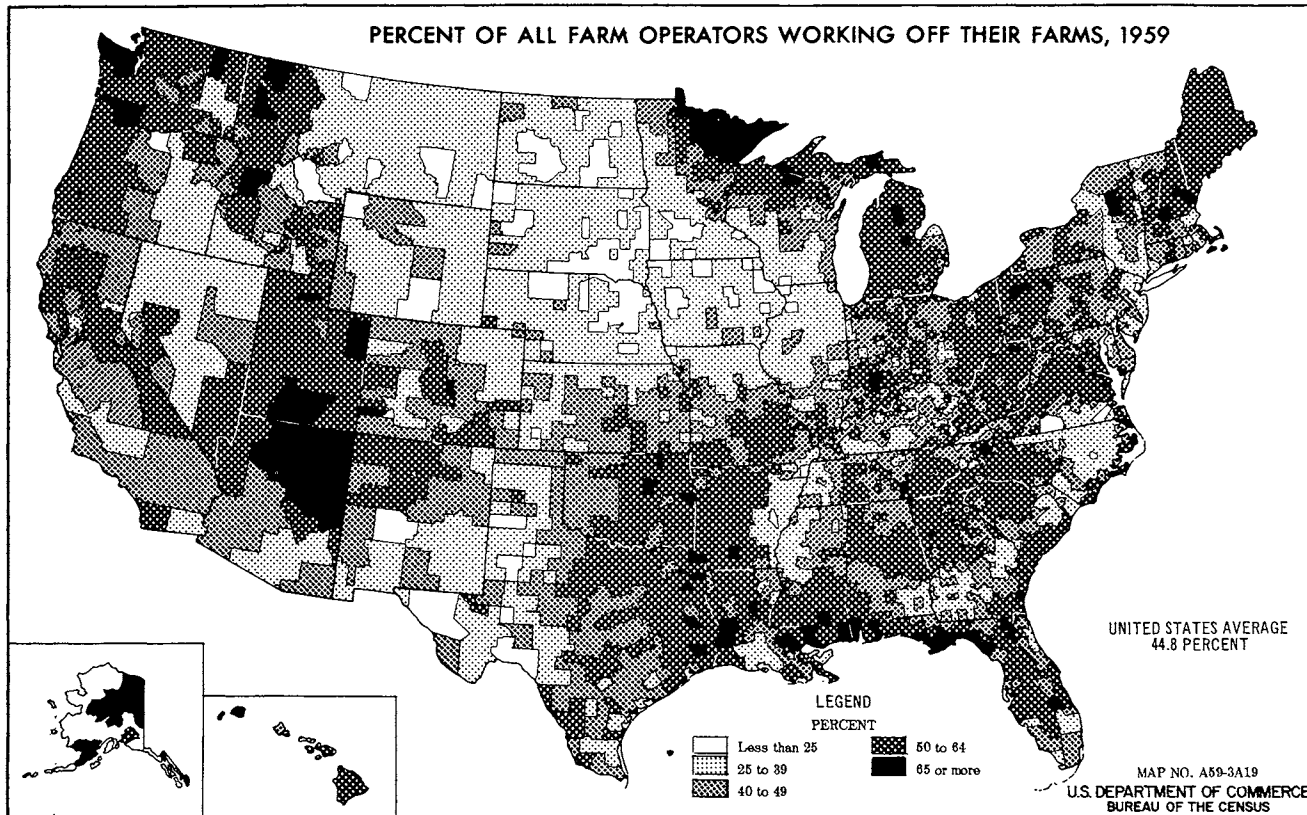 PERCENT OF ALL FARM OPERATORS WORKING OFF THEIR FARMS, 1959
UNITED STATES AVERAGE
44.8 PERCENT
LEGEND
PERCENT
Less than 25
25 to 39
40 to 49
50 to 64
65 or more
MAP NO. A59-3A19
U.S. DEPARTMENT OF COMMERCE
BUREAU OF THE CENSUS